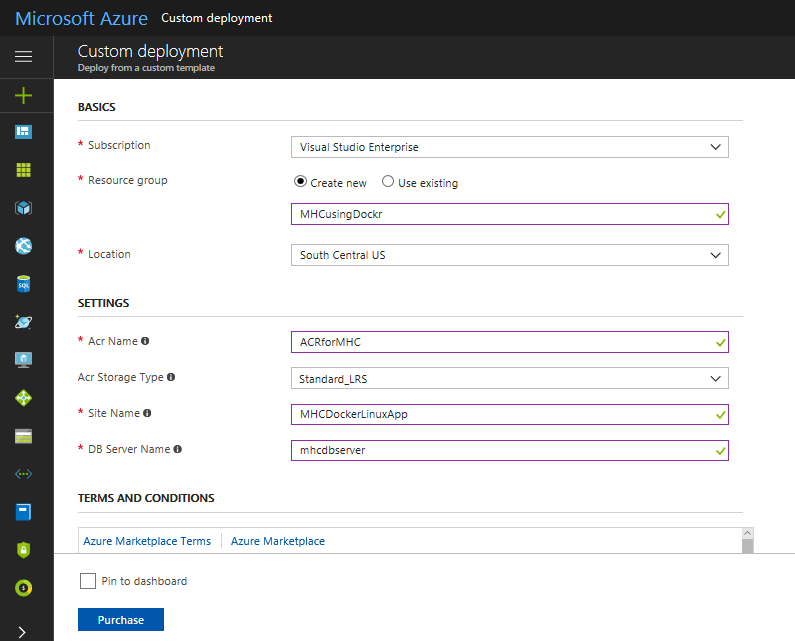 Microsoft Azure Custom deployment
Custom deployment
Deploy from a custom template
BASICS
* Subscription Visual Studio Enterprise
* Resource group Create new Use existing
MHCusingDockr
* Location South Central US
SETTINGS
* Acr Name ACRforMHC
Acr Storage Type Standard_LRS
* Site Name MHCDockerLinuxApp
* DB Server Name mhcdbserver
TERMS AND CONDITIONS
Azure Marketplace Terms Azure Marketplace
Pin to dashboard
Purchase